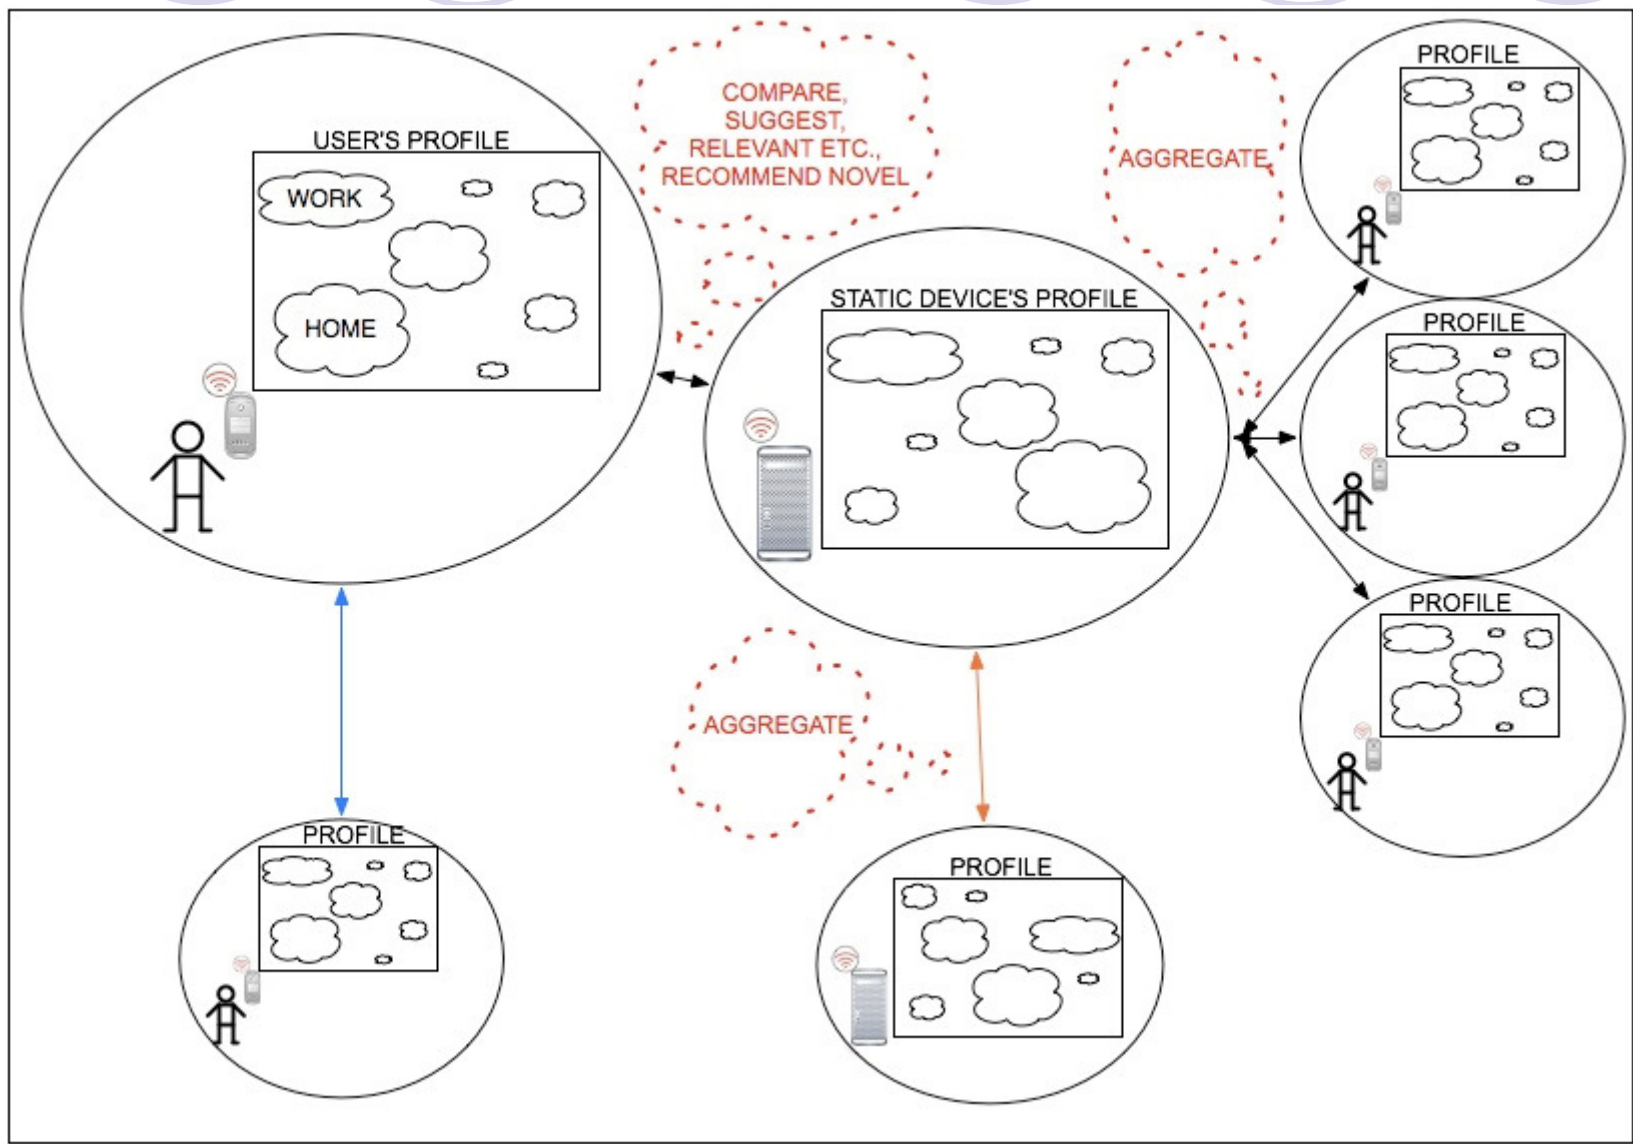 USER'S PROFILE
WORK
HOME
COMPARE,
SUGGEST,
RELEVANT ETC.,
RECOMMEND NOVEL
STATIC DEVICE'S PROFILE
AGGREGATE
PROFILE
PROFILE
PROFILE
AGGREGATE
PROFILE
PROFILE